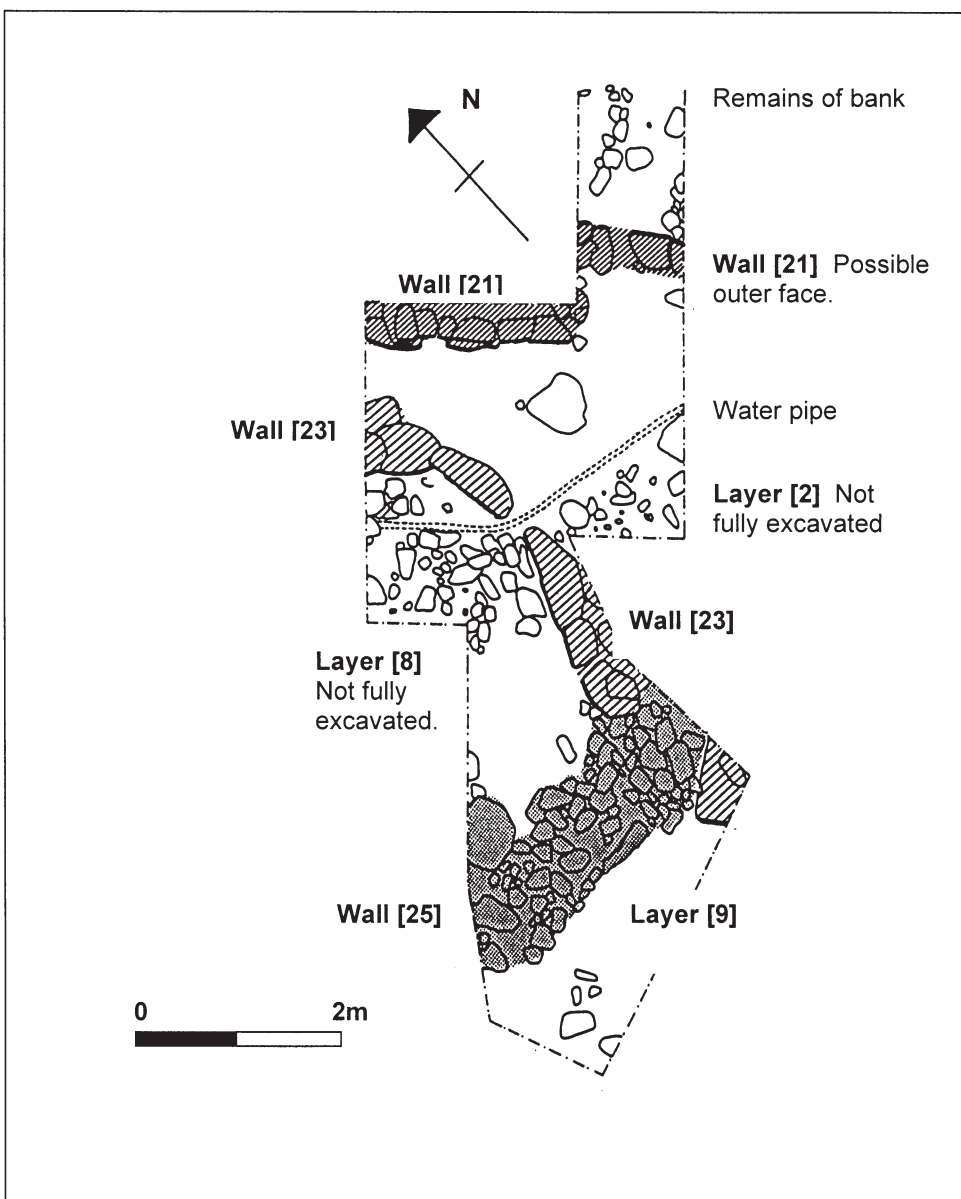 N
Remains of bank
Wall [21] Possible
outer face.
Wall [21]
Water pipe
Wall [23]
Layer [2] Not
fully excavated
Wall [23]
Layer [8]
Not fully
excavated.
Wall [25]
Layer [9]
0 2m